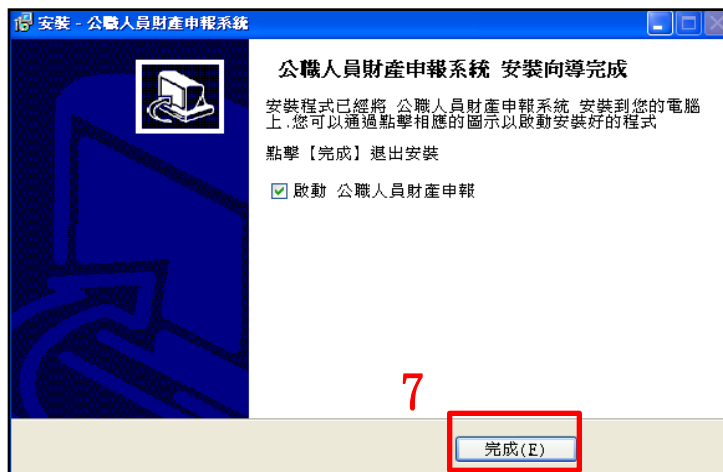 安裝 - 公職人員財產申報系統
公職人員財產申報系統 安裝向導完成
安裝程式已經將 公職人員財產申報系統 安裝到您的電腦
上.您可以通過點擊相應的圖示以啟動安裝好的程式
點擊【完成】退出安裝
啟動 公職人員財產申報
7
完成(F)